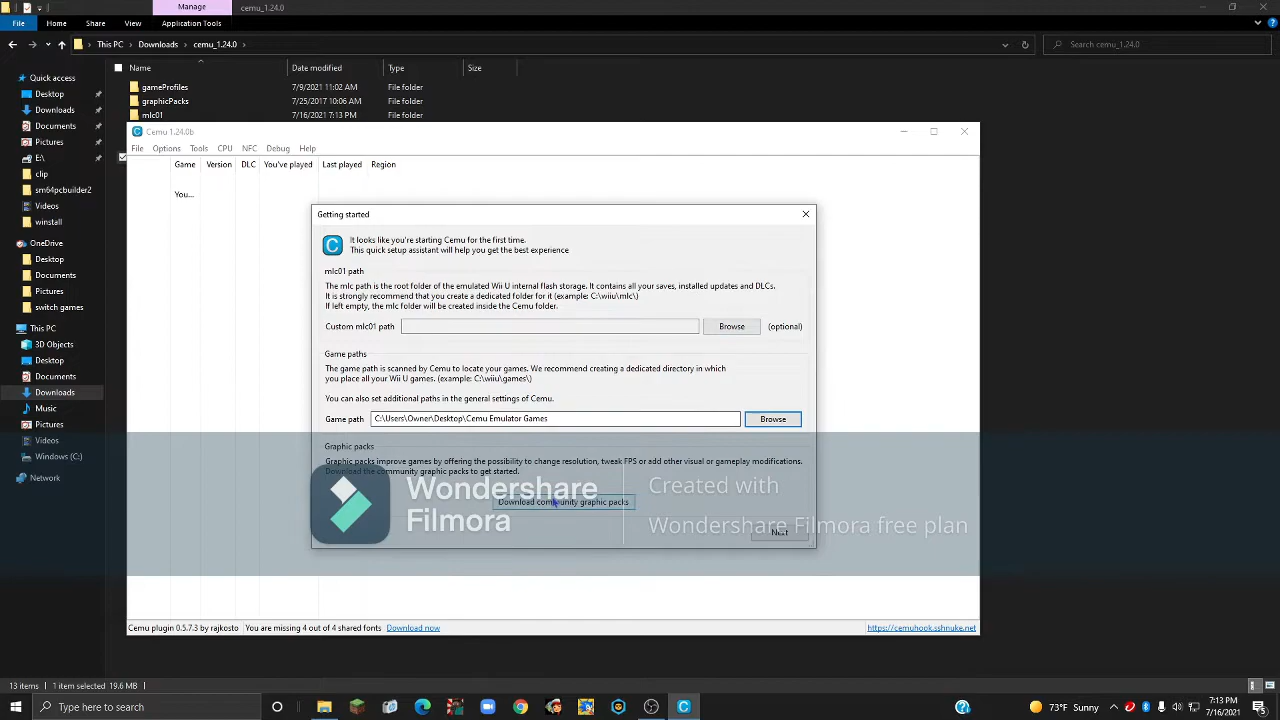 Manage
cemu_1.24.0
File
Home
Share
View
Application Tools
This PC
Downloads
cemu_1.24.0
Search cemu_1.24.0
Name
Date modified
Type
Size
Quick access
Desktop
Downloads
Documents
Pictures
E:\
clip
sm64pcbuilder2
Videos
winstall
OneDrive
Desktop
Documents
Pictures
switch games
This PC
3D Objects
Desktop
Documents
Downloads
Music
Pictures
Videos
Windows (C:)
Network
gameProfiles 7/9/2021 11:02 AM File folder
graphicPacks 7/25/2017 10:06 AM File folder
mlc01 7/16/2021 7:13 PM File folder
Cemu 1.24.0b
File Options Tools CPU NFC Debug Help
Game Version DLC You've played Last played Region
You...
Getting started
It looks like you're starting Cemu for the first time.
This quick setup assistant will help you get the best experience
mlc01 path
The mlc path is the root folder of the emulated Wii U internal flash storage. It contains all your saves, installed updates and DLCs.
It is strongly recommend that you create a dedicated folder for it (example: C:\wiiu\mlc\)
If left empty, the mlc folder will be created inside the Cemu folder.
Custom mlc01 path Browse (optional)
Game paths
The game path is scanned by Cemu to locate your games. We recommend creating a dedicated directory in which
you place all your Wii U games. (example: C:\wiiu\games\)
You can also set additional paths in the general settings of Cemu.
Game path C:\Users\Owner\Desktop\Cemu Emulator Games Browse
Graphic packs
Graphic packs improve games by offering the possibility to change resolution, tweak FPS or add other visual or gameplay modifications.
Download the community graphic packs to get started.
Download community graphic packs
Next
Wondershare
Filmora
Created with
Wondershare Filmora free plan
Cemu plugin 0.5.7.3 by rajkosto You are missing 4 out of 4 shared fonts Download now https://cemuhook.sshnuke.net
13 items 1 item selected 19.6 MB
Type here to search
73°F Sunny
7:13 PM
7/16/2021